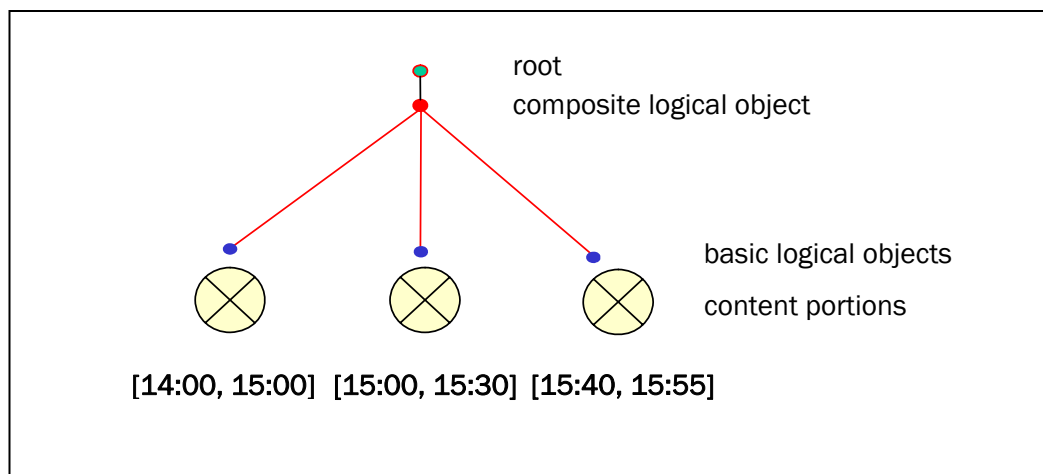 root
composite logical object
basic logical objects
content portions
[14:00, 15:00] [15:00, 15:30] [15:40, 15:55]